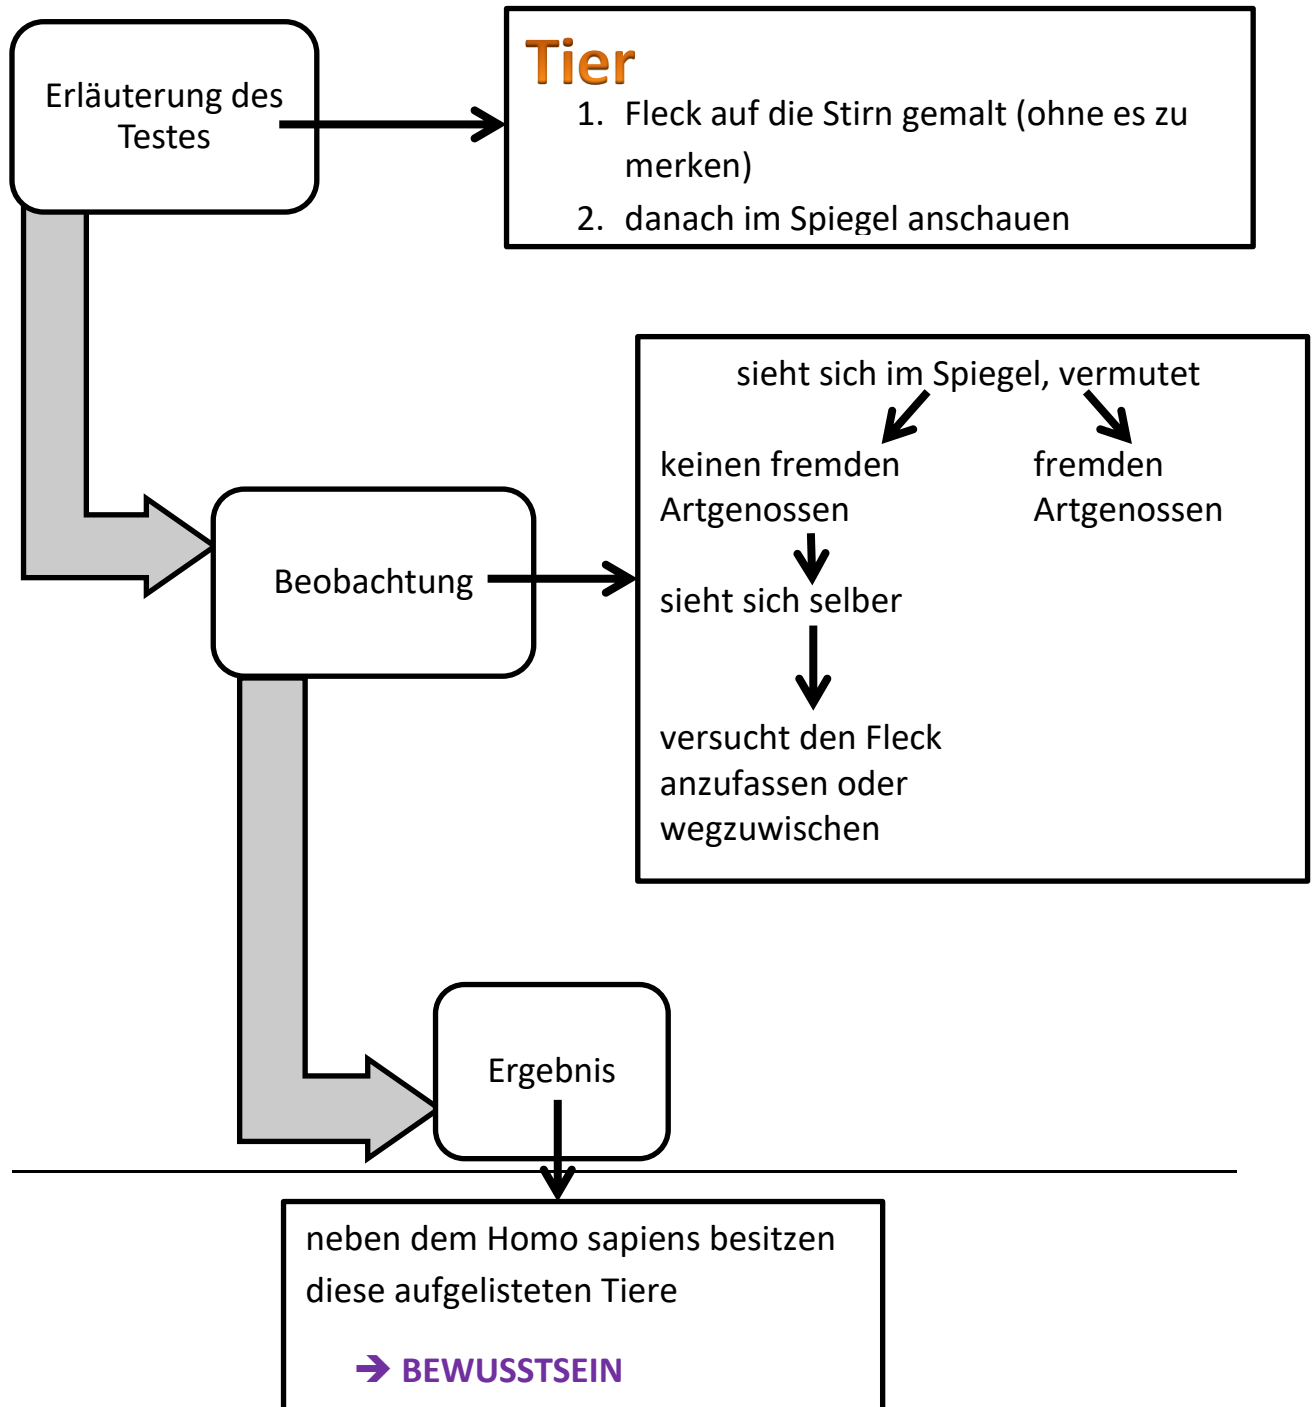 Erläuterung des
Testes
Tier
1. Fleck auf die Stirn gemalt (ohne es zu
merken)
2. danach im Spiegel anschauen
Beobachtung
sieht sich im Spiegel, vermutet
keinen fremden
Artgenossen
fremden
Artgenossen
sieht sich selber
versucht den Fleck
anzufassen oder
wegzuwischen
Ergebnis
neben dem Homo sapiens besitzen
diese aufgelisteten Tiere
➔ BEWUSSTSEIN